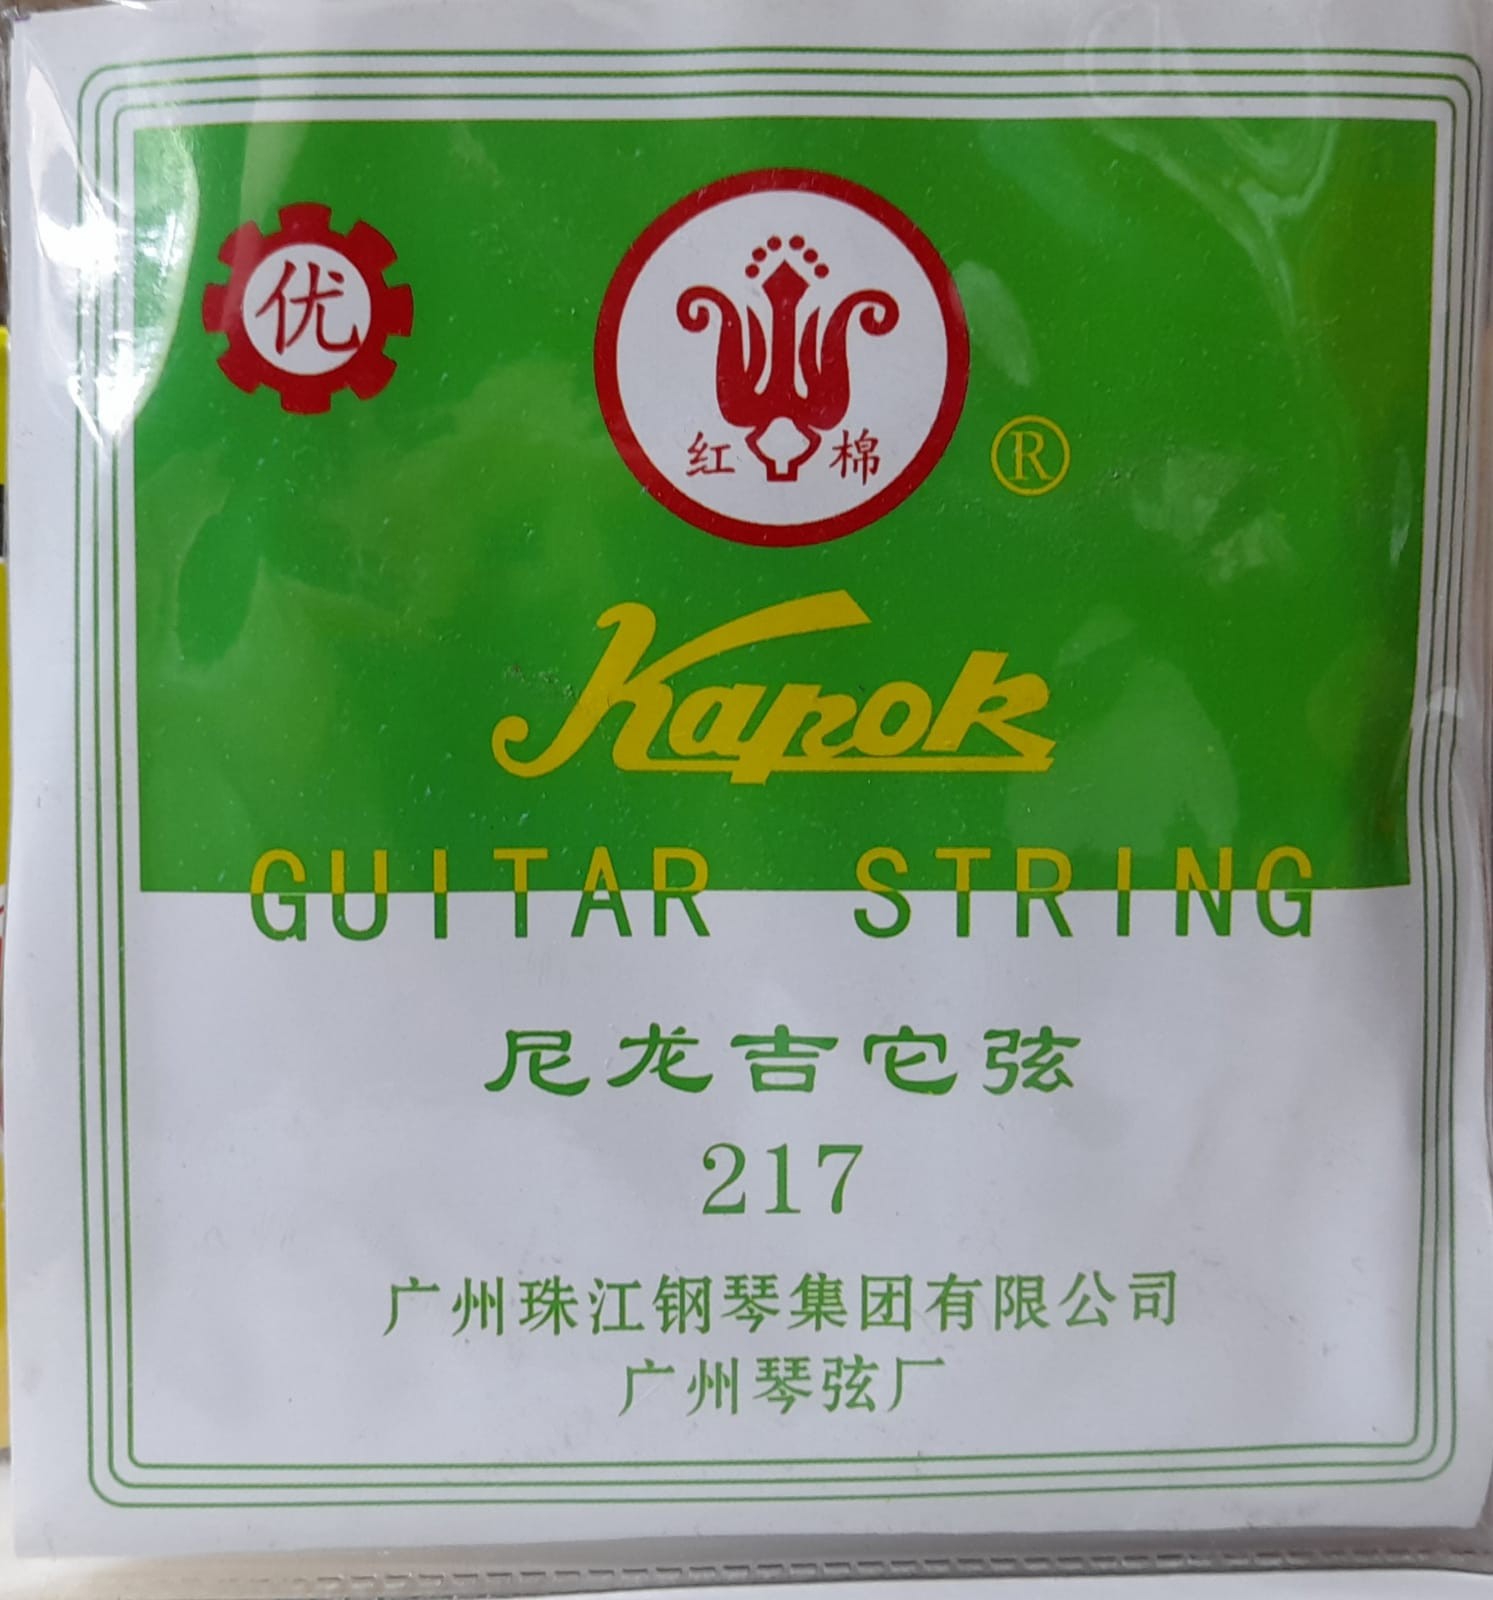 优
红棉
®
Kapok
GUITAR STRING
尼龙吉它弦
217
广州珠江钢琴集团有限公司
广州琴弦厂